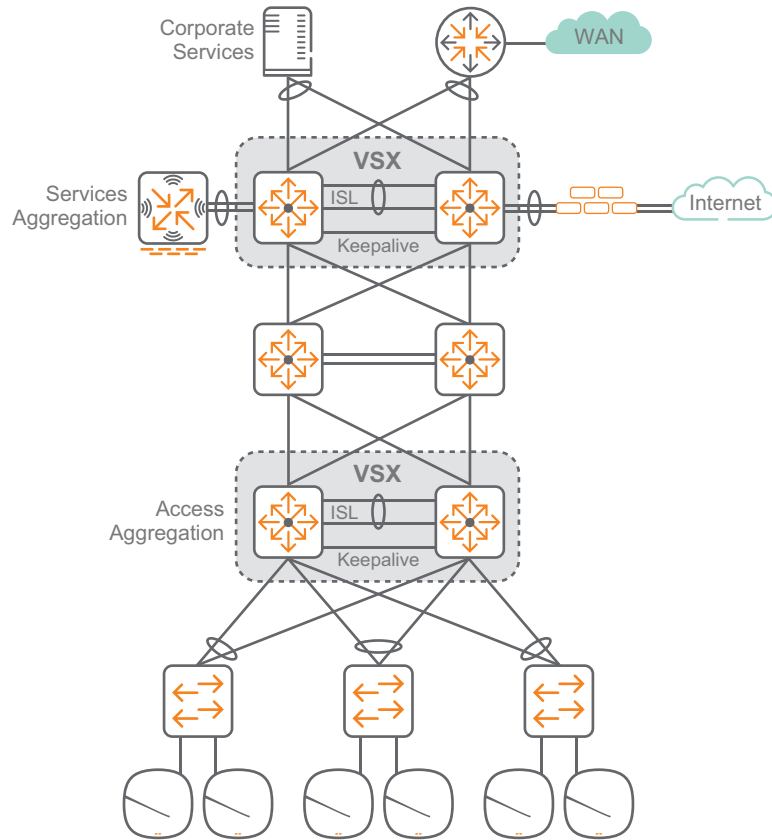 Corporate
Services
WAN
VSX
Services
Aggregation
ISL
Keepalive
Internet
VSX
Access
Aggregation
ISL
Keepalive